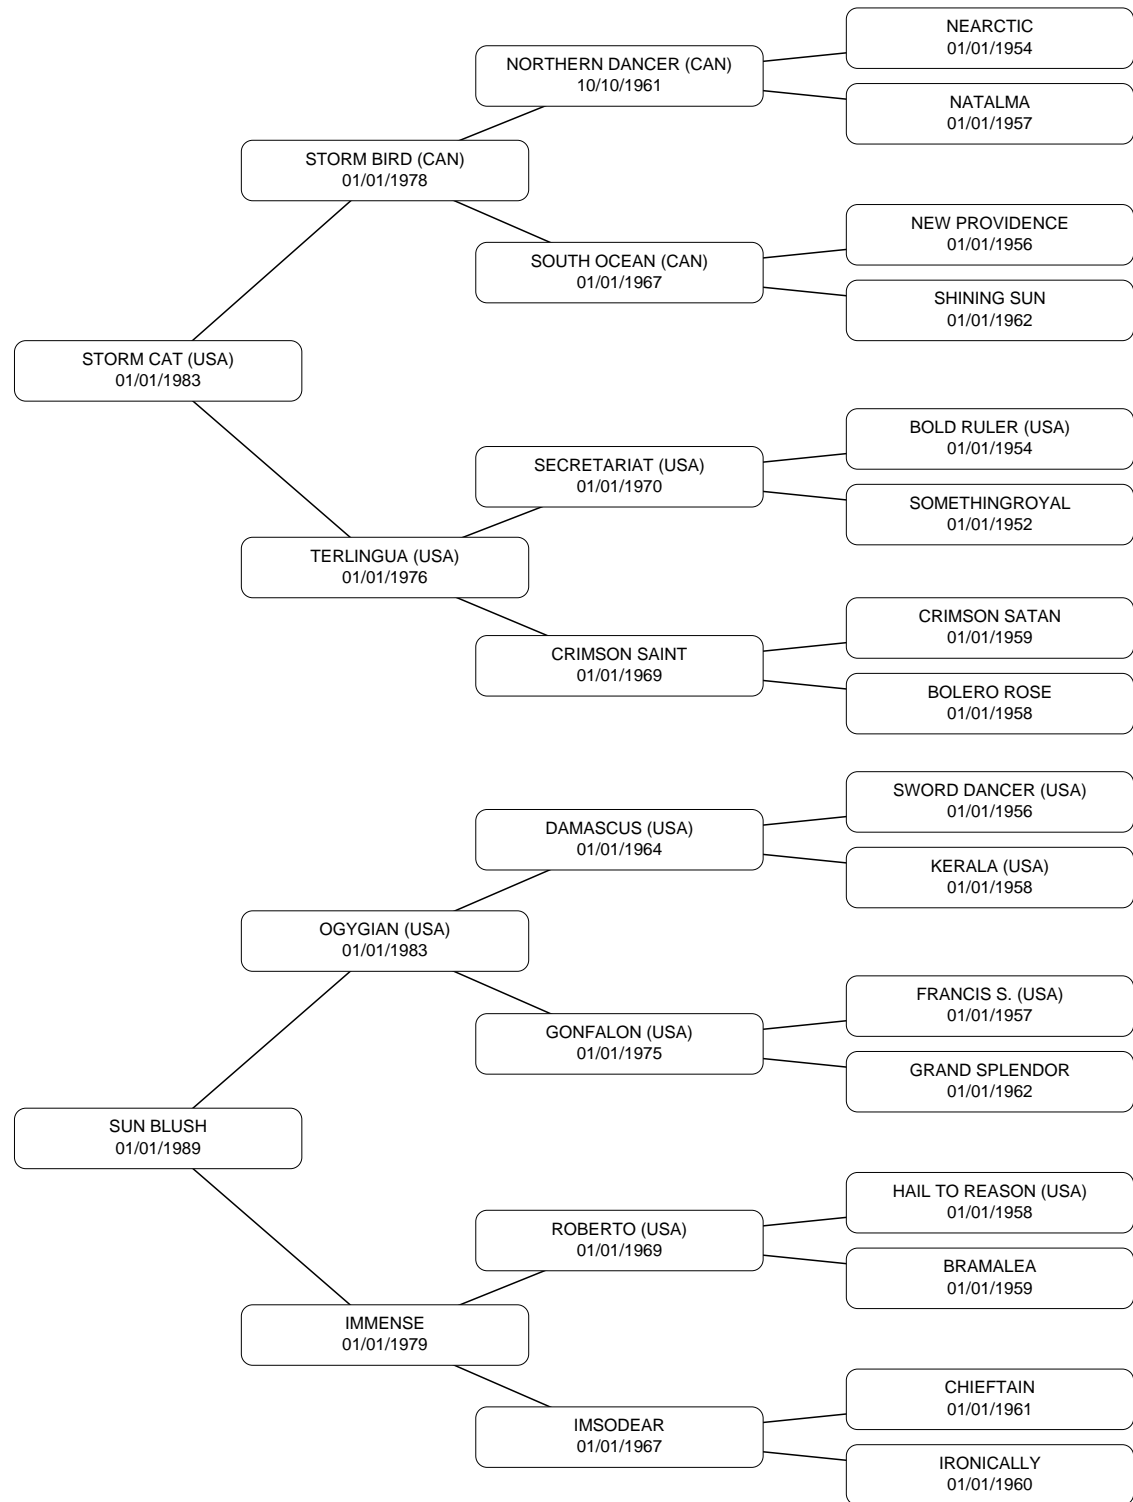 NEARCTIC
01/01/1954
NORTHERN DANCER (CAN)
10/10/1961
NATALMA
01/01/1957
STORM BIRD (CAN)
01/01/1978
NEW PROVIDENCE
01/01/1956
SOUTH OCEAN (CAN)
01/01/1967
SHINING SUN
01/01/1962
STORM CAT (USA)
01/01/1983
BOLD RULER (USA)
01/01/1954
SECRETARIAT (USA)
01/01/1970
SOMETHINGROYAL
01/01/1952
TERLINGUA (USA)
01/01/1976
CRIMSON SATAN
01/01/1959
CRIMSON SAINT
01/01/1969
BOLERO ROSE
01/01/1958
SWORD DANCER (USA)
01/01/1956
DAMASCUS (USA)
01/01/1964
KERALA (USA)
01/01/1958
OGYGIAN (USA)
01/01/1983
FRANCIS S. (USA)
01/01/1957
GONFALON (USA)
01/01/1975
GRAND SPLENDOR
01/01/1962
SUN BLUSH
01/01/1989
HAIL TO REASON (USA)
01/01/1958
ROBERTO (USA)
01/01/1969
BRAMALEA
01/01/1959
IMMENSE
01/01/1979
CHIEFTAIN
01/01/1961
IMSODEAR
01/01/1967
IRONICALLY
01/01/1960